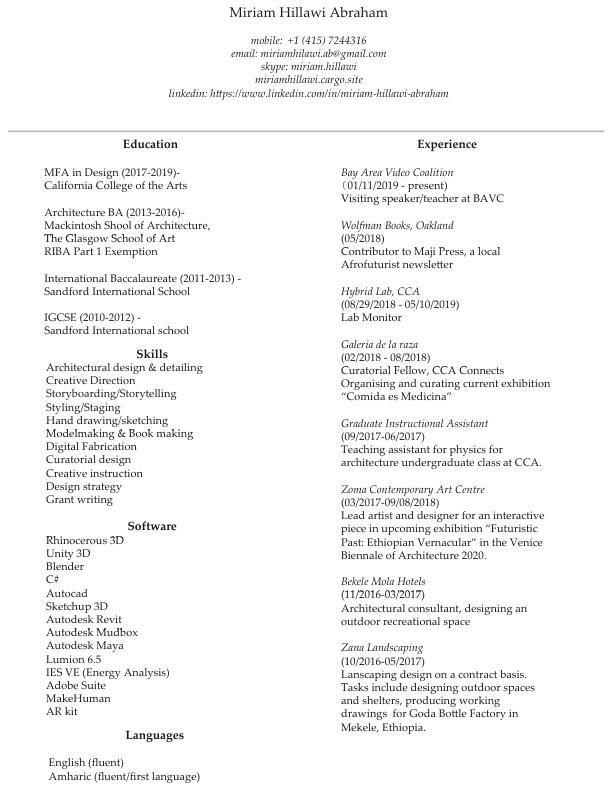 Miriam Hillawi Abraham
mobile: +1 (415) 7244316
email: miriamhilawi.ab@gmail.com
skype: miriam.hillawi
miriamhillawi.cargo.site
linkedin: https://www.linkedin.com/in/miriam-hillawi-abraham
Education
MFA in Design (2017-2019)-
California College of the Arts
Architecture BA (2013-2016)-
Mackintosh Shool of Architecture,
The Glasgow School of Art
RIBA Part 1 Exemption
International Baccalaureate (2011-2013) -
Sandford International School
IGCSE (2010-2012) -
Sandford International school
Skills
Architectural design & detailing
Creative Direction
Storyboarding/Storytelling
Styling/Staging
Hand drawing/sketching
Modelmaking & Book making
Digital Fabrication
Curatorial design
Creative instruction
Design strategy
Grant writing
Software
Rhinocerous 3D
Unity 3D
Blender
C#
Autocad
Sketchup 3D
Autodesk Revit
Autodesk Mudbox
Autodesk Maya
Lumion 6.5
IES VE (Energy Analysis)
Adobe Suite
MakeHuman
AR kit
Languages
English (fluent)
Amharic (fluent/first language)
Experience
Bay Area Video Coalition
(01/11/2019 - present)
Visiting speaker/teacher at BAVC
Wolfman Books, Oakland
(05/2018)
Contributor to Maji Press, a local
Afrofuturist newsletter
Hybrid Lab, CCA
(08/29/2018 - 05/10/2019)
Lab Monitor
Galeria de la raza
(02/2018 - 08/2018)
Curatorial Fellow, CCA Connects
Organising and curating current exhibition
“Comida es Medicina”
Graduate Instructional Assistant
(09/2017-06/2017)
Teaching assistant for physics for
architecture undergraduate class at CCA.
Zoma Contemporary Art Centre
(03/2017-09/08/2018)
Lead artist and designer for an interactive
piece in upcoming exhibition “Futuristic
Past: Ethiopian Vernacular” in the Venice
Biennale of Architecture 2020.
Bekele Mola Hotels
(11/2016-03/2017)
Architectural consultant, designing an
outdoor recreational space
Zana Landscaping
(10/2016-05/2017)
Lanscaping design on a contract basis.
Tasks include designing outdoor spaces
and shelters, producing working
drawings for Goda Bottle Factory in
Mekele, Ethiopia.